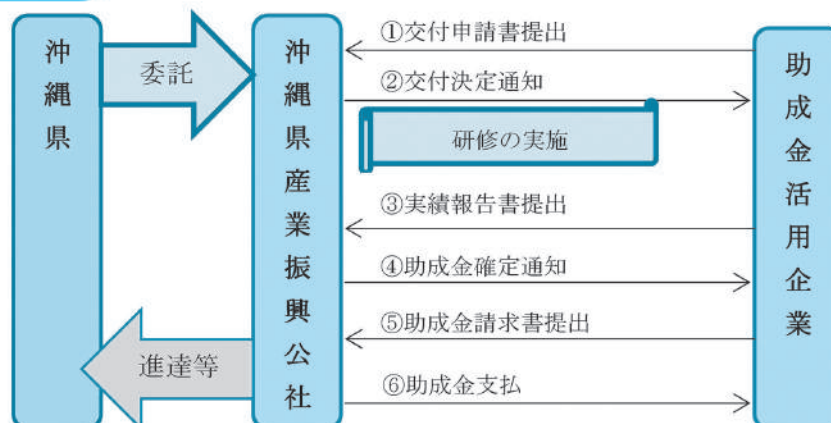 沖縄県
委託
沖縄県産業振興公社
①交付申請書提出
②交付決定通知
研修の実施
③実績報告書提出
④助成金確定通知
⑤助成金請求書提出
進達等
⑥助成金支払
助成金活用企業